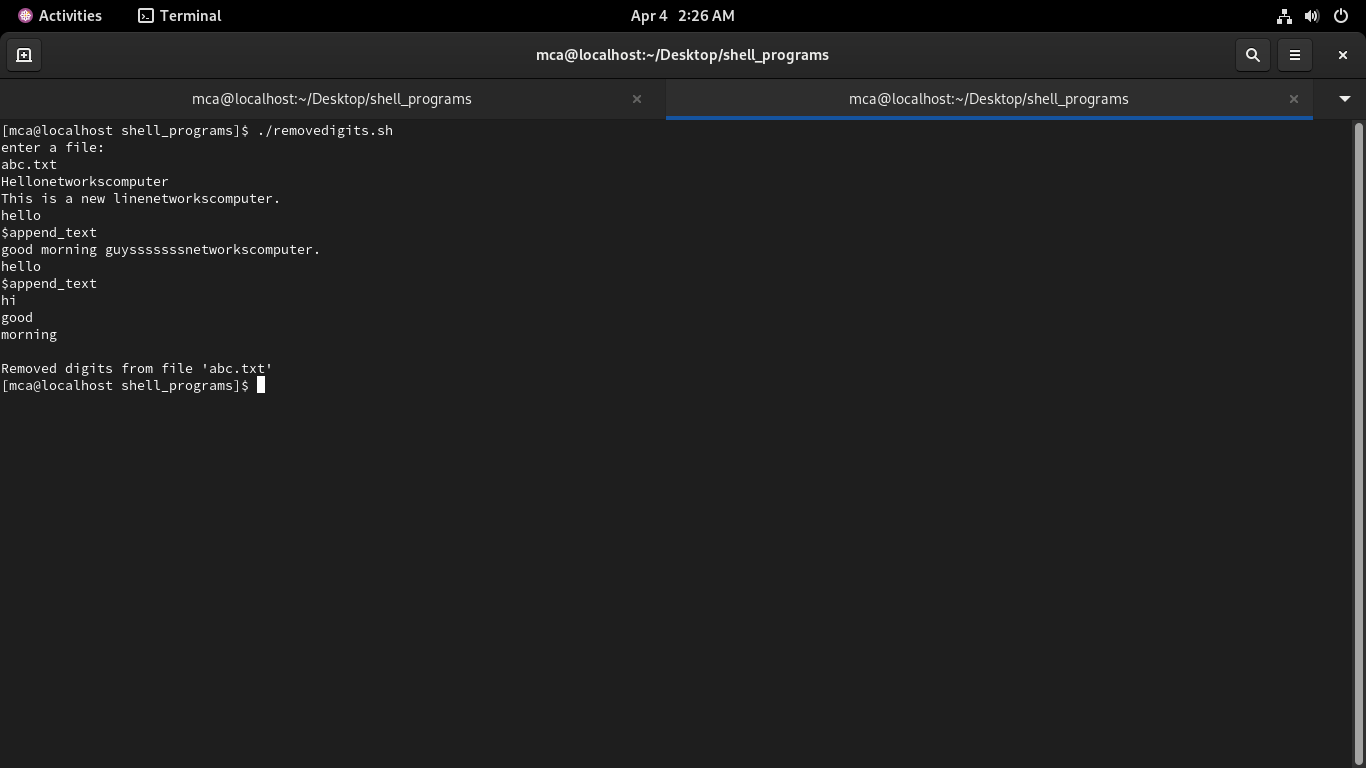 Activities Terminal Apr 4 2:26 AM
mca@localhost:~/Desktop/shell_programs
mca@localhost:~/Desktop/shell_programs mca@localhost:~/Desktop/shell_programs
[mca@localhost shell_programs]$ ./removedigits.sh
enter a file:
abc.txt
Hellonetworkscomputer
This is a new linenetworkscomputer.
hello
$append_text
good morning guysssssssnetworkscomputer.
hello
$append_text
hi
good
morning
Removed digits from file 'abc.txt'
[mca@localhost shell_programs]$